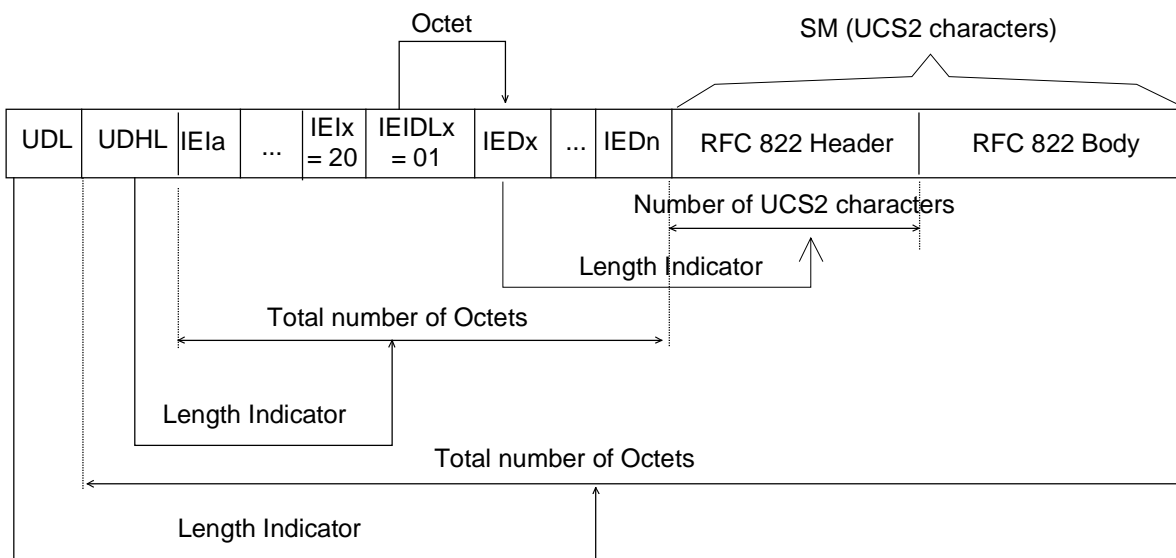 Octet
SM (UCS2 characters)
UDL
UDHL
IEIa
...
IEIx
= 20
IEIDLx
= 01
IEDx
...
IEDn
RFC 822 Header
RFC 822 Body
Number of UCS2 characters
Length Indicator
Total number of Octets
Length Indicator
Total number of Octets
Length Indicator